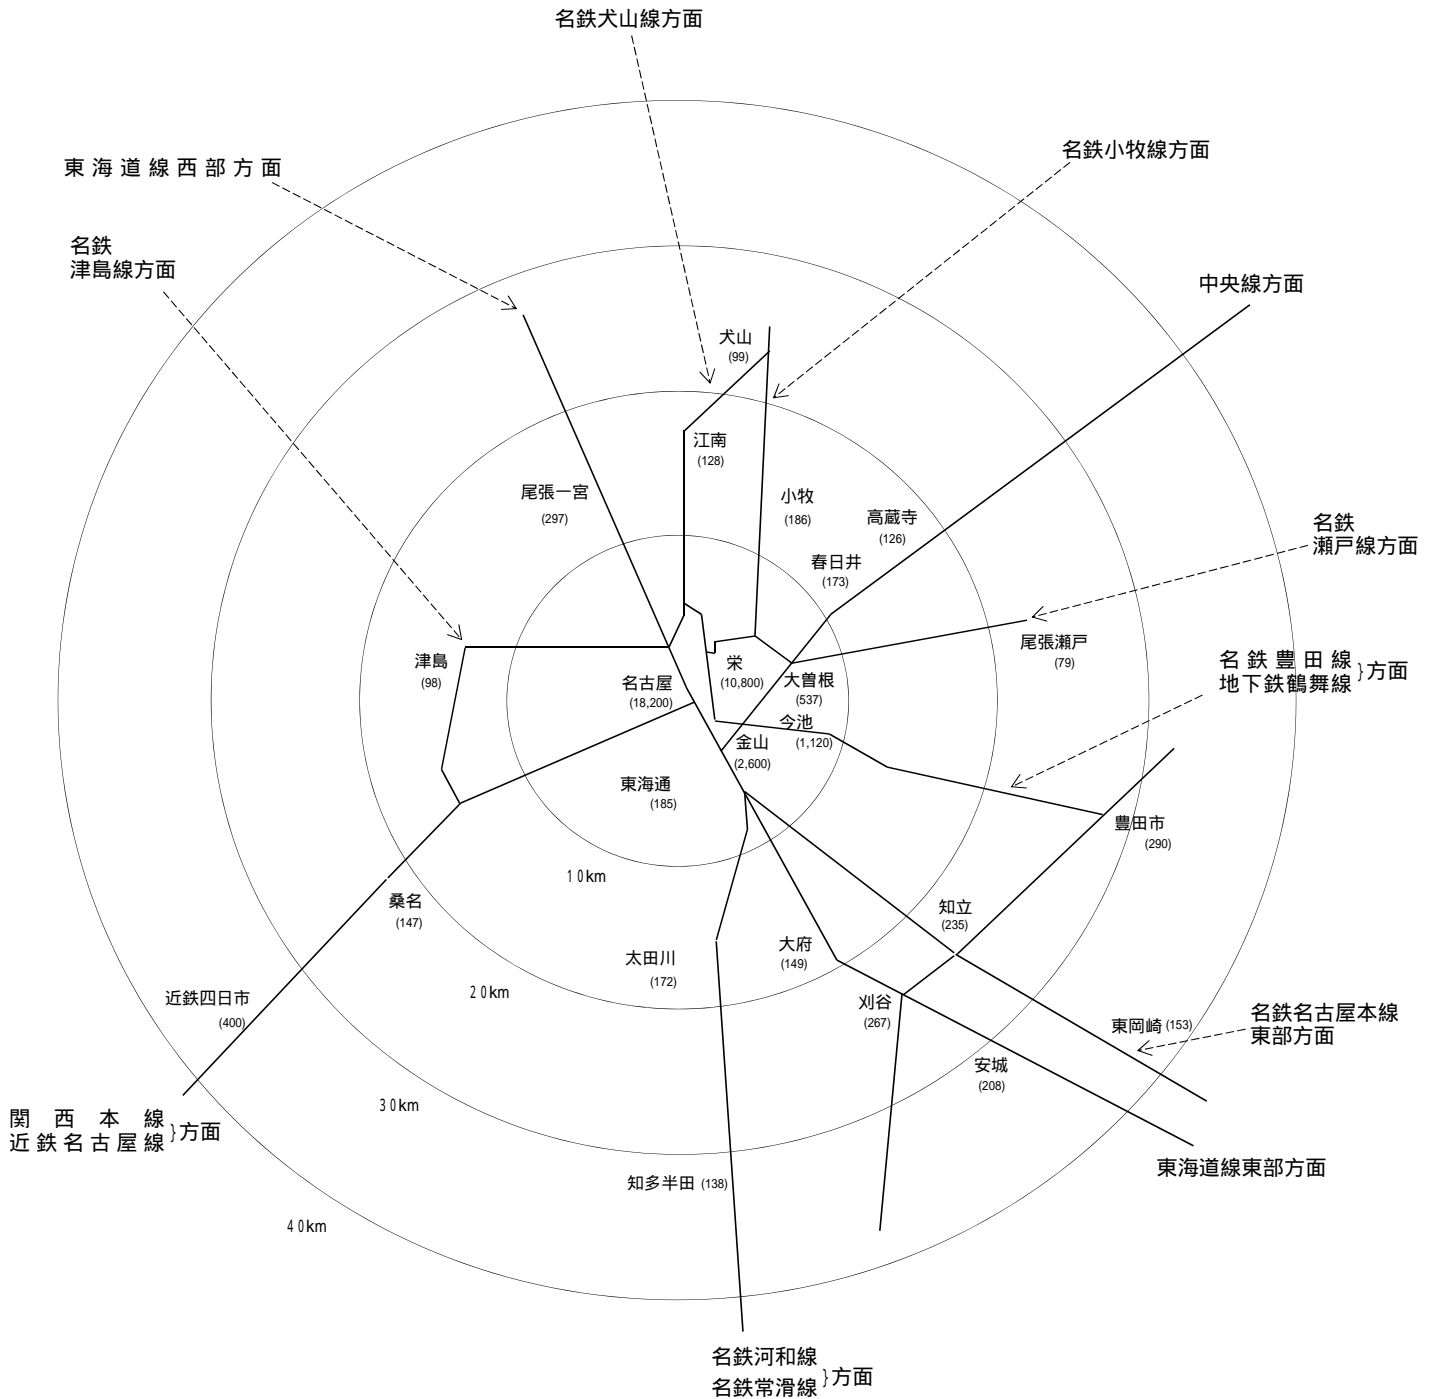 名鉄犬山線方面
東海道線西部方面
名鉄小牧線方面
名鉄
津島線方面
中央線方面
犬山
(99)
江南
(128)
尾張一宮
(297)
小牧
(186)
高蔵寺
(126)
春日井
(173)
名鉄
瀬戸線方面
尾張瀬戸
(79)
津島
(98)
栄
(10,800)
名古屋
(18,200)
大曽根
(537)
名鉄豊田線
地下鉄鶴舞線}方面
今池
(1,120)
金山
(2,600)
東海通
(185)
豊田市
(290)
10km
桑名
(147)
知立
(235)
太田川
(172)
大府
(149)
20km
近鉄四日市
(400)
刈谷
(267)
東岡崎(153)
名鉄名古屋本線
東部方面
安城
(208)
30km
関西本線
近鉄名古屋線}方面
東海道線東部方面
知多半田(138)
40km
名鉄河和線
名鉄常滑線}方面